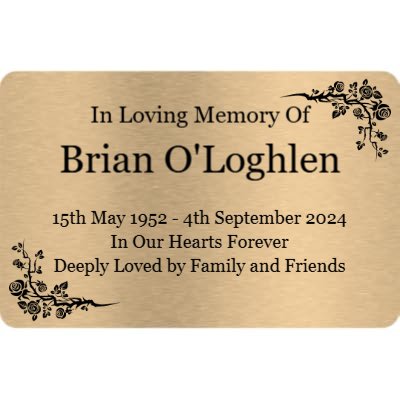 In Loving Memory Of
Brian O'Loghlen
15th May 1952 - 4th September 2024
In Our Hearts Forever
Deeply Loved by Family and Friends